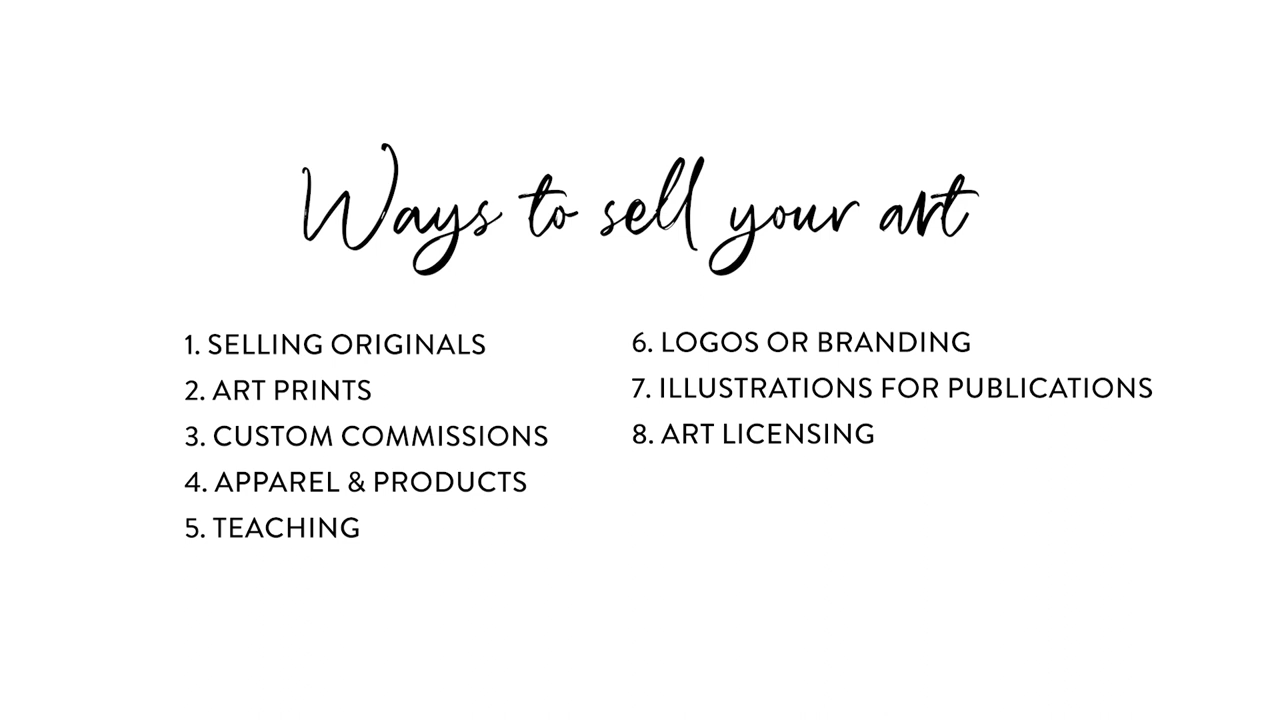 Ways to sell your art
1. SELLING ORIGINALS
2. ART PRINTS
3. CUSTOM COMMISSIONS
4. APPAREL & PRODUCTS
5. TEACHING
6. LOGOS OR BRANDING
7. ILLUSTRATIONS FOR PUBLICATIONS
8. ART LICENSING